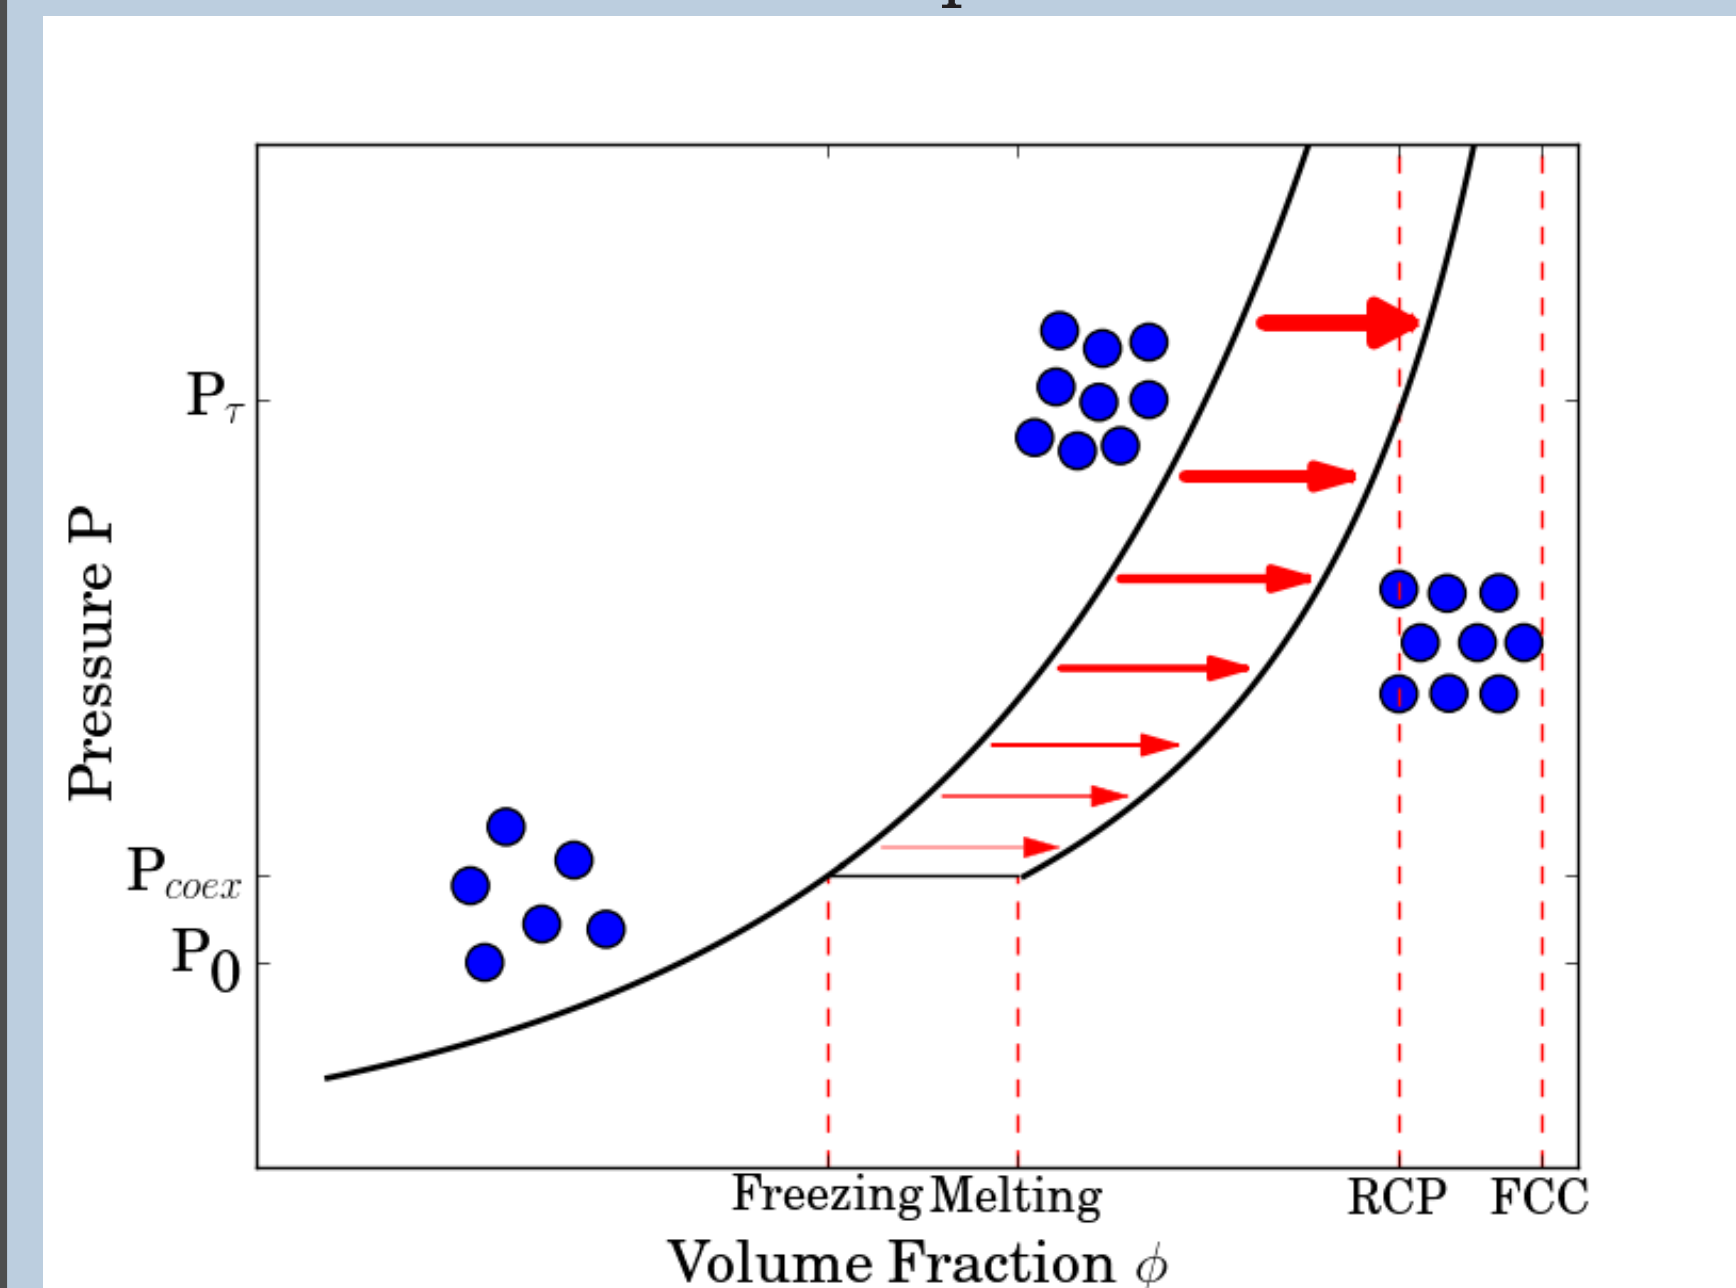 Pressure P
Pτ
Pcoex
P0
Freezing Melting RCP FCC
Volume Fraction ϕ